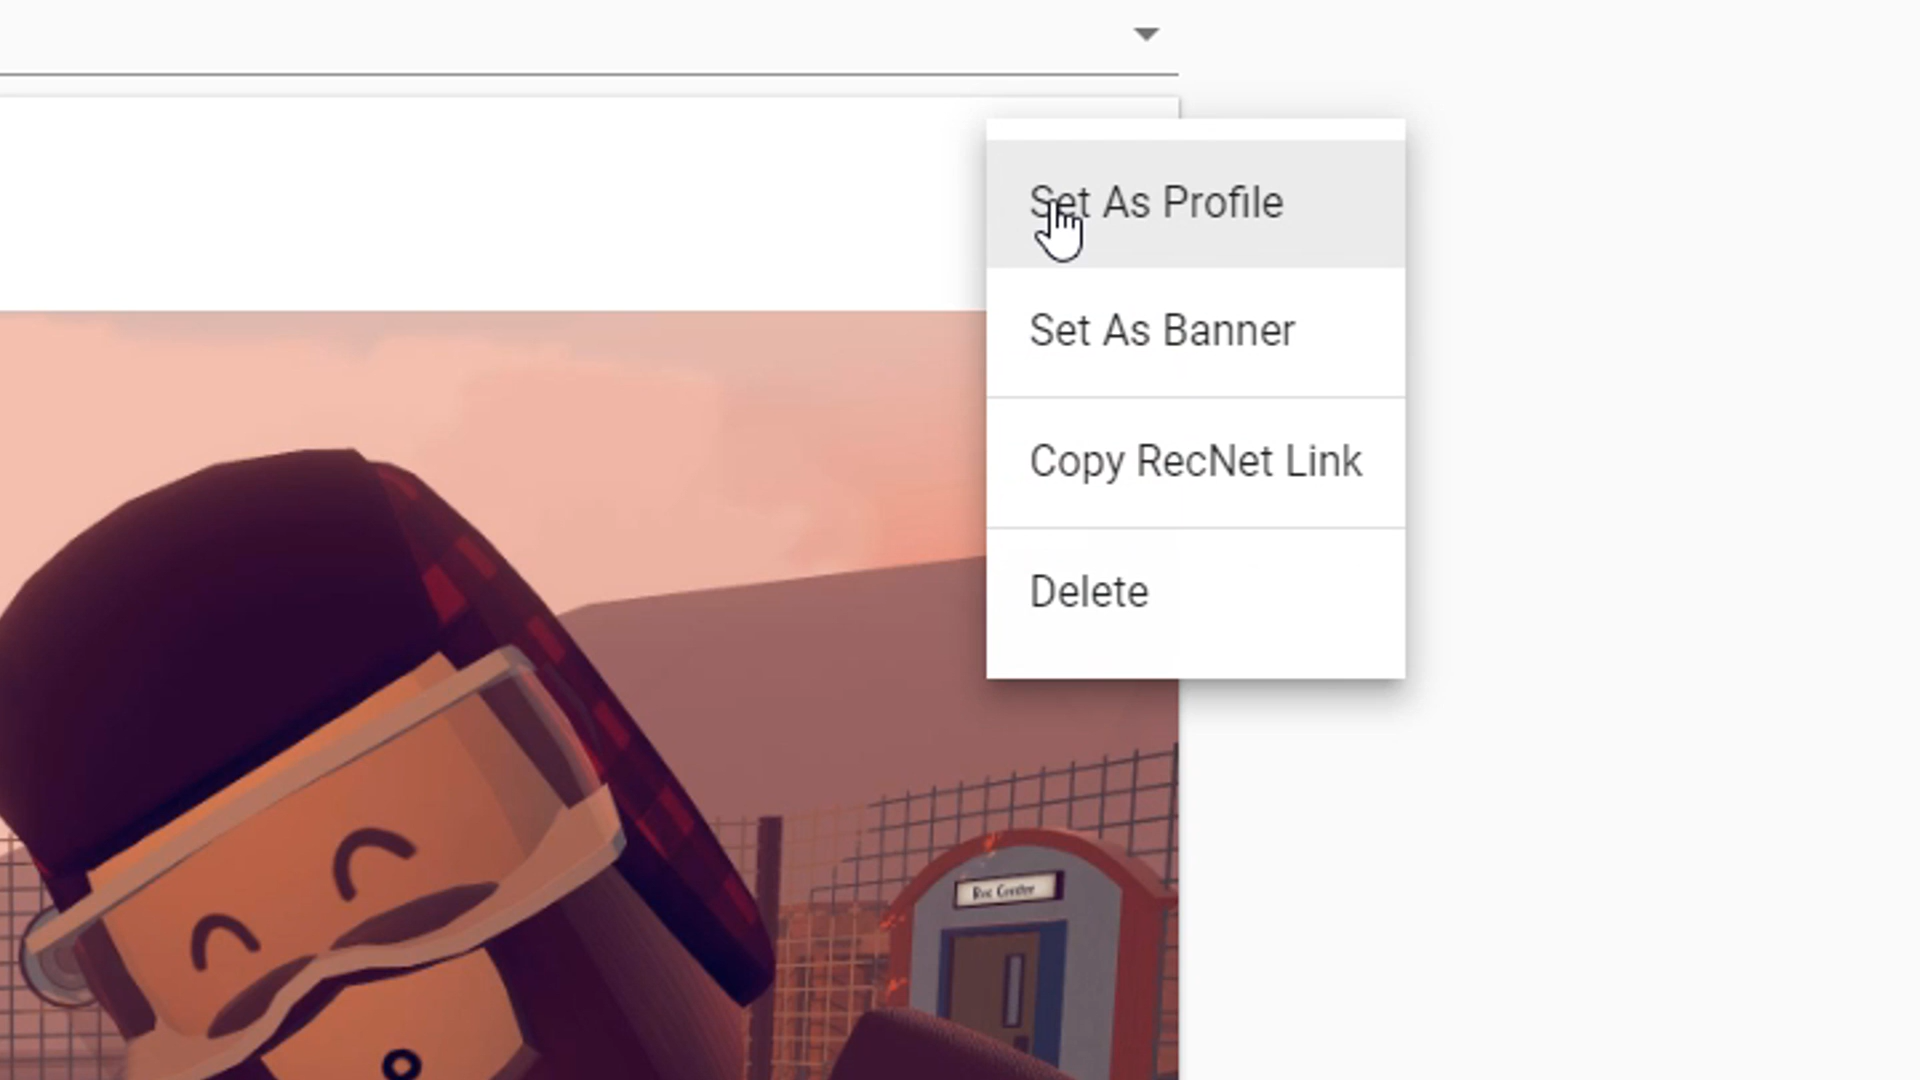 Set As Profile
Set As Banner
Copy RecNet Link
Delete
Rec Center